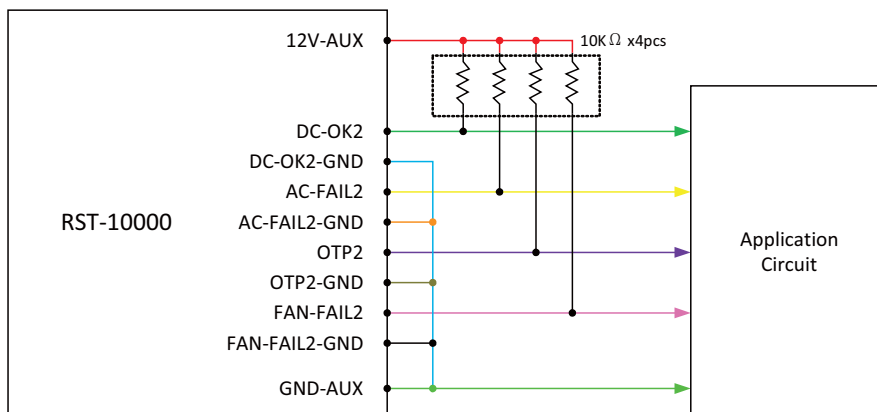 12V-AUX
10KΩ x4pcs
DC-OK2
DC-OK2-GND
AC-FAIL2
RST-10000
AC-FAIL2-GND
OTP2
Application
Circuit
OTP2-GND
FAN-FAIL2
FAN-FAIL2-GND
GND-AUX